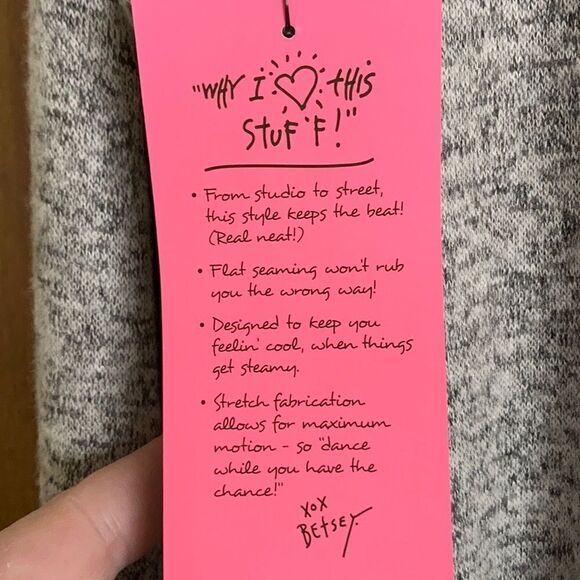 "WHY I ♡ THIS
STUF'F!"
• From studio to street,
this style keeps the beat!
(Real neat!)
• Flat seaming won't rub
you the wrong way!
• Designed to keep you
feelin' cool, when things
get steamy.
• Stretch fabrication
allows for maximum
motion - so "dance
while you have the
chance!"
XOX
BETSEY